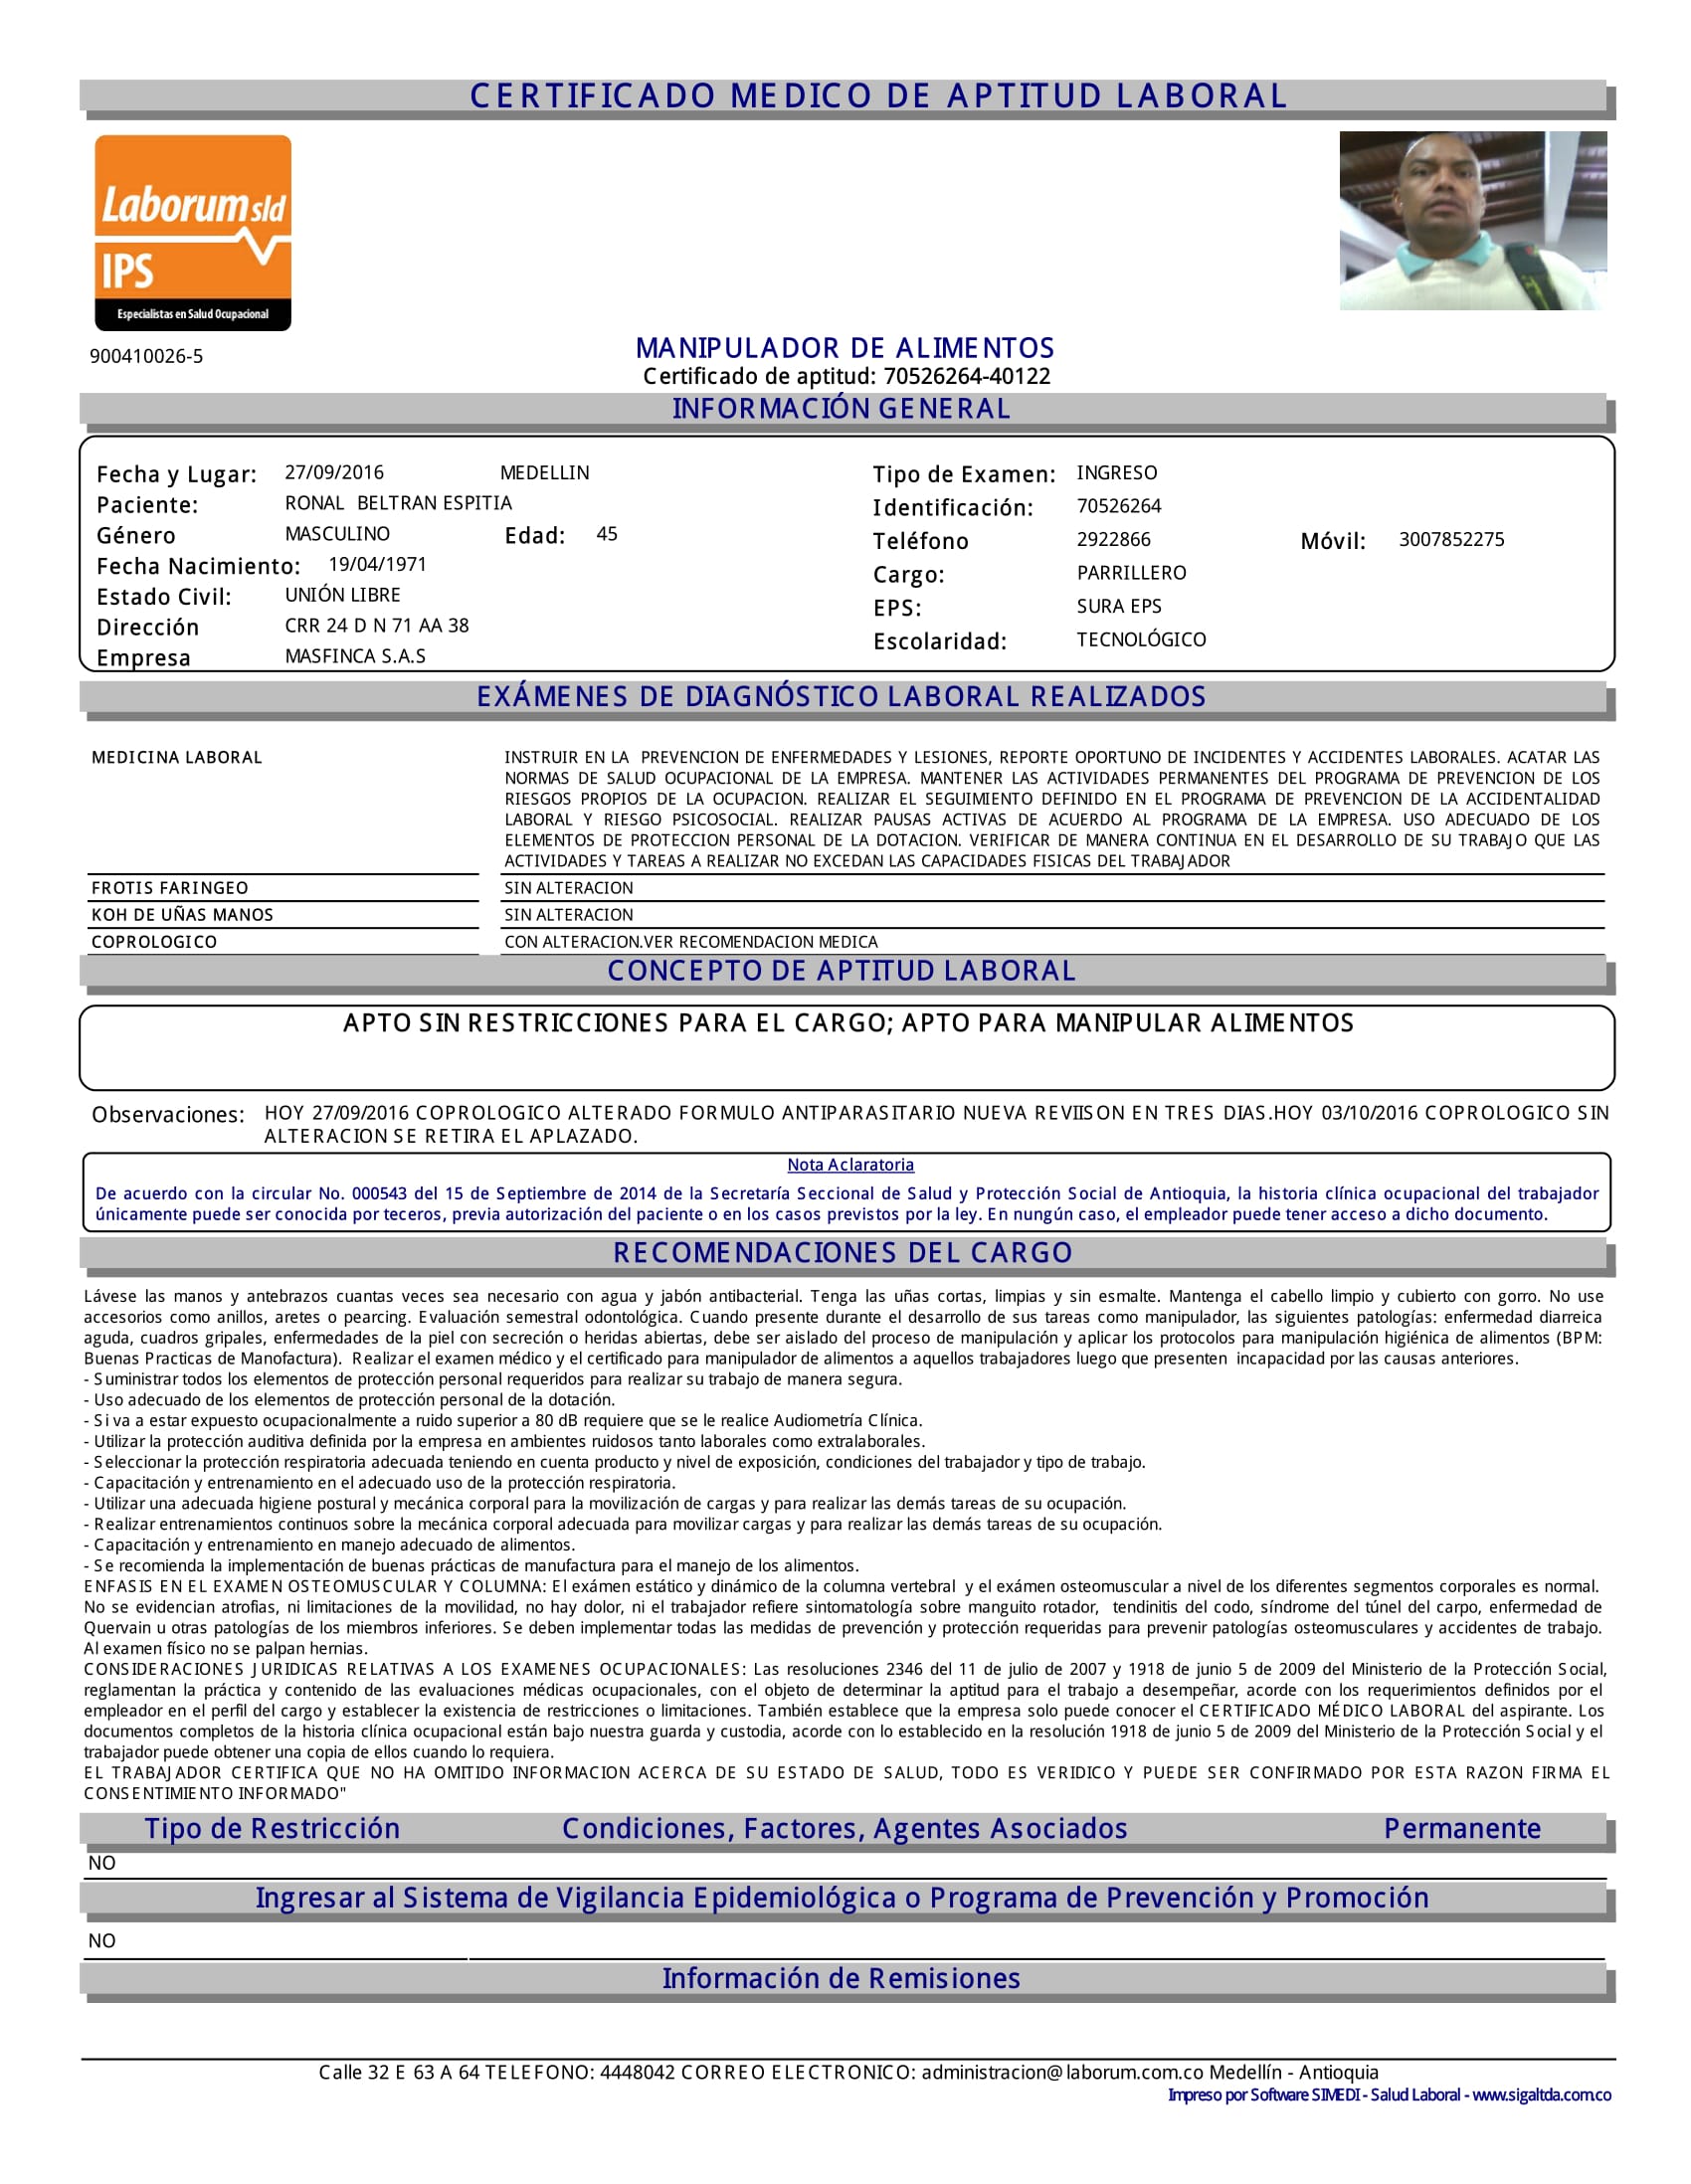 CERTIFICADO MEDICO DE APTITUD LABORAL
Laborum sld
IPS
Especialistas en Salud Ocupacional
900410026-5
MANIPULADOR DE ALIMENTOS
Certificado de aptitud: 70526264-40122
INFORMACIÓN GENERAL
Fecha y Lugar: 27/09/2016 MEDELLIN Tipo de Examen: INGRESO
Paciente: RONAL BELTRAN ESPITIA Identificación: 70526264
Género MASCULINO Edad: 45 Teléfono 2922866 Móvil: 3007852275
Fecha Nacimiento: 19/04/1971 Cargo: PARRILLERO
Estado Civil: UNIÓN LIBRE EPS: SURA EPS
Dirección CRR 24 D N 71 AA 38 Escolaridad: TECNOLÓGICO
Empresa MASFINCA S.A.S
EXÁMENES DE DIAGNÓSTICO LABORAL REALIZADOS
MEDICINA LABORAL INSTRUIR EN LA PREVENCION DE ENFERMEDADES Y LESIONES, REPORTE OPORTUNO DE INCIDENTES Y ACCIDENTES LABORALES. ACATAR LAS
NORMAS DE SALUD OCUPACIONAL DE LA EMPRESA. MANTENER LAS ACTIVIDADES PERMANENTES DEL PROGRAMA DE PREVENCION DE LOS
RIESGOS PROPIOS DE LA OCUPACION. REALIZAR EL SEGUIMIENTO DEFINIDO EN EL PROGRAMA DE PREVENCION DE LA ACCIDENTALIDAD
LABORAL Y RIESGO PSICOSOCIAL. REALIZAR PAUSAS ACTIVAS DE ACUERDO AL PROGRAMA DE LA EMPRESA. USO ADECUADO DE LOS
ELEMENTOS DE PROTECCION PERSONAL DE LA DOTACION. VERIFICAR DE MANERA CONTINUA EN EL DESARROLLO DE SU TRABAJO QUE LAS
ACTIVIDADES Y TAREAS A REALIZAR NO EXCEDAN LAS CAPACIDADES FISICAS DEL TRABAJADOR
FROTIS FARINGEO SIN ALTERACION
KOH DE UÑAS MANOS SIN ALTERACION
COPROLOGICO CON ALTERACION.VER RECOMENDACION MEDICA
CONCEPTO DE APTITUD LABORAL
APTO SIN RESTRICCIONES PARA EL CARGO; APTO PARA MANIPULAR ALIMENTOS
Observaciones: HOY 27/09/2016 COPROLOGICO ALTERADO FORMULO ANTIPARASITARIO NUEVA REVIISON EN TRES DIAS.HOY 03/10/2016 COPROLOGICO SIN
ALTERACION SE RETIRA EL APLAZADO.
Nota Aclaratoria
De acuerdo con la circular No. 000543 del 15 de Septiembre de 2014 de la Secretaría Seccional de Salud y Protección Social de Antioquia, la historia clínica ocupacional del trabajador
únicamente puede ser conocida por teceros, previa autorización del paciente o en los casos previstos por la ley. En nungún caso, el empleador puede tener acceso a dicho documento.
RECOMENDACIONES DEL CARGO
Lávese las manos y antebrazos cuantas veces sea necesario con agua y jabón antibacterial. Tenga las uñas cortas, limpias y sin esmalte. Mantenga el cabello limpio y cubierto con gorro. No use
accesorios como anillos, aretes o pearcing. Evaluación semestral odontológica. Cuando presente durante el desarrollo de sus tareas como manipulador, las siguientes patologías: enfermedad diarreica
aguda, cuadros gripales, enfermedades de la piel con secreción o heridas abiertas, debe ser aislado del proceso de manipulación y aplicar los protocolos para manipulación higiénica de alimentos (BPM:
Buenas Practicas de Manofactura). Realizar el examen médico y el certificado para manipulador de alimentos a aquellos trabajadores luego que presenten incapacidad por las causas anteriores.
- Suministrar todos los elementos de protección personal requeridos para realizar su trabajo de manera segura.
- Uso adecuado de los elementos de protección personal de la dotación.
- Si va a estar expuesto ocupacionalmente a ruido superior a 80 dB requiere que se le realice Audiometría Clínica.
- Utilizar la protección auditiva definida por la empresa en ambientes ruidosos tanto laborales como extralaborales.
- Seleccionar la protección respiratoria adecuada teniendo en cuenta producto y nivel de exposición, condiciones del trabajador y tipo de trabajo.
- Capacitación y entrenamiento en el adecuado uso de la protección respiratoria.
- Utilizar una adecuada higiene postural y mecánica corporal para la movilización de cargas y para realizar las demás tareas de su ocupación.
- Realizar entrenamientos continuos sobre la mecánica corporal adecuada para movilizar cargas y para realizar las demás tareas de su ocupación.
- Capacitación y entrenamiento en manejo adecuado de alimentos.
- Se recomienda la implementación de buenas prácticas de manufactura para el manejo de los alimentos.
ENFASIS EN EL EXAMEN OSTEOMUSCULAR Y COLUMNA: El exámen estático y dinámico de la columna vertebral y el exámen osteomuscular a nivel de los diferentes segmentos corporales es normal.
No se evidencian atrofias, ni limitaciones de la movilidad, no hay dolor, ni el trabajador refiere sintomatología sobre manguito rotador, tendinitis del codo, síndrome del túnel del carpo, enfermedad de
Quervain u otras patologías de los miembros inferiores. Se deben implementar todas las medidas de prevención y protección requeridas para prevenir patologías osteomusculares y accidentes de trabajo.
Al examen físico no se palpan hernias.
CONSIDERACIONES JURIDICAS RELATIVAS A LOS EXAMENES OCUPACIONALES: Las resoluciones 2346 del 11 de julio de 2007 y 1918 de junio 5 de 2009 del Ministerio de la Protección Social,
reglamentan la práctica y contenido de las evaluaciones médicas ocupacionales, con el objeto de determinar la aptitud para el trabajo a desempeñar, acorde con los requerimientos definidos por el
empleador en el perfil del cargo y establecer la existencia de restricciones o limitaciones. También establece que la empresa solo puede conocer el CERTIFICADO MÉDICO LABORAL del aspirante. Los
documentos completos de la historia clínica ocupacional están bajo nuestra guarda y custodia, acorde con lo establecido en la resolución 1918 de junio 5 de 2009 del Ministerio de la Protección Social y el
trabajador puede obtener una copia de ellos cuando lo requiera.
EL TRABAJADOR CERTIFICA QUE NO HA OMITIDO INFORMACION ACERCA DE SU ESTADO DE SALUD, TODO ES VERIDICO Y PUEDE SER CONFIRMADO POR ESTA RAZON FIRMA EL
CONSENTIMIENTO INFORMADO"
Tipo de Restricción Condiciones, Factores, Agentes Asociados Permanente
NO
Ingresar al Sistema de Vigilancia Epidemiológica o Programa de Prevención y Promoción
NO
Información de Remisiones
Calle 32 E 63 A 64 TELEFONO: 4448042 CORREO ELECTRONICO: administracion@laborum.com.co Medellín - Antioquia
Impreso por Software SIMEDI - Salud Laboral - www.sigaltda.com.co